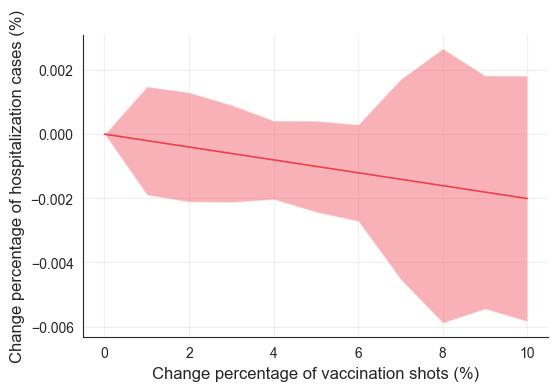 Change percentage of hospitalization cases (%)
0.002
0.000
−0.002
−0.004
−0.006
0 2 4 6 8 10
Change percentage of vaccination shots (%)